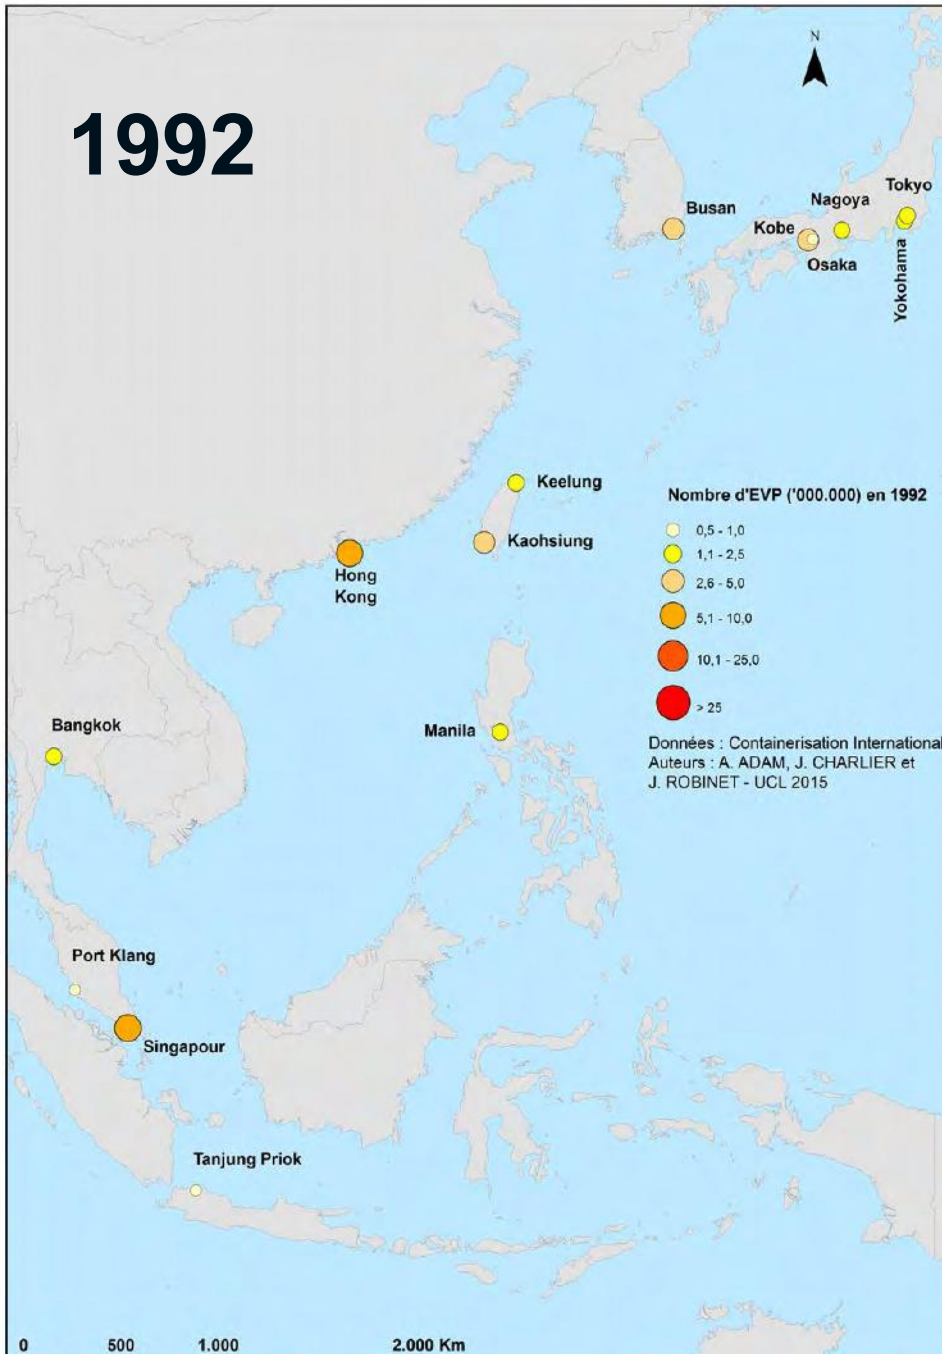 1992
N
Tokyo
Nagoya
Busan
Kobe
Osaka
Yokohama
Keelung
Kaohsiung
Hong
Kong
Nombre d'EVP ('000.000) en 1992
0,5 - 1,0
1,1 - 2,5
2,6 - 5,0
5,1 - 10,0
10,1 - 25,0
> 25
Bangkok
Manila
Données : Containerisation International
Auteurs : A. ADAM, J. CHARLIER et
J. ROBINET - UCL 2015
Port Klang
Singapour
Tanjung Priok
0 500 1.000 2.000 Km